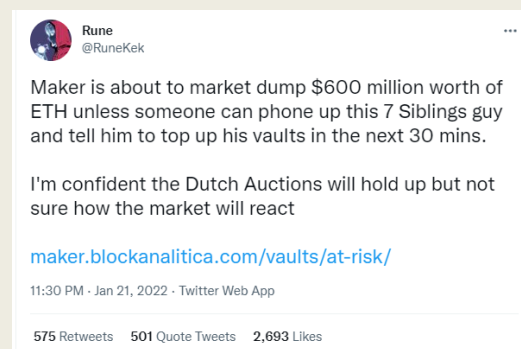 Rune
@RuneKek
Maker is about to market dump $600 million worth of
ETH unless someone can phone up this 7 Siblings guy
and tell him to top up his vaults in the next 30 mins.
I'm confident the Dutch Auctions will hold up but not
sure how the market will react
maker.blockanalitica.com/vaults/at-risk/
11:30 PM · Jan 21, 2022 · Twitter Web App
575 Retweets 501 Quote Tweets 2,693 Likes